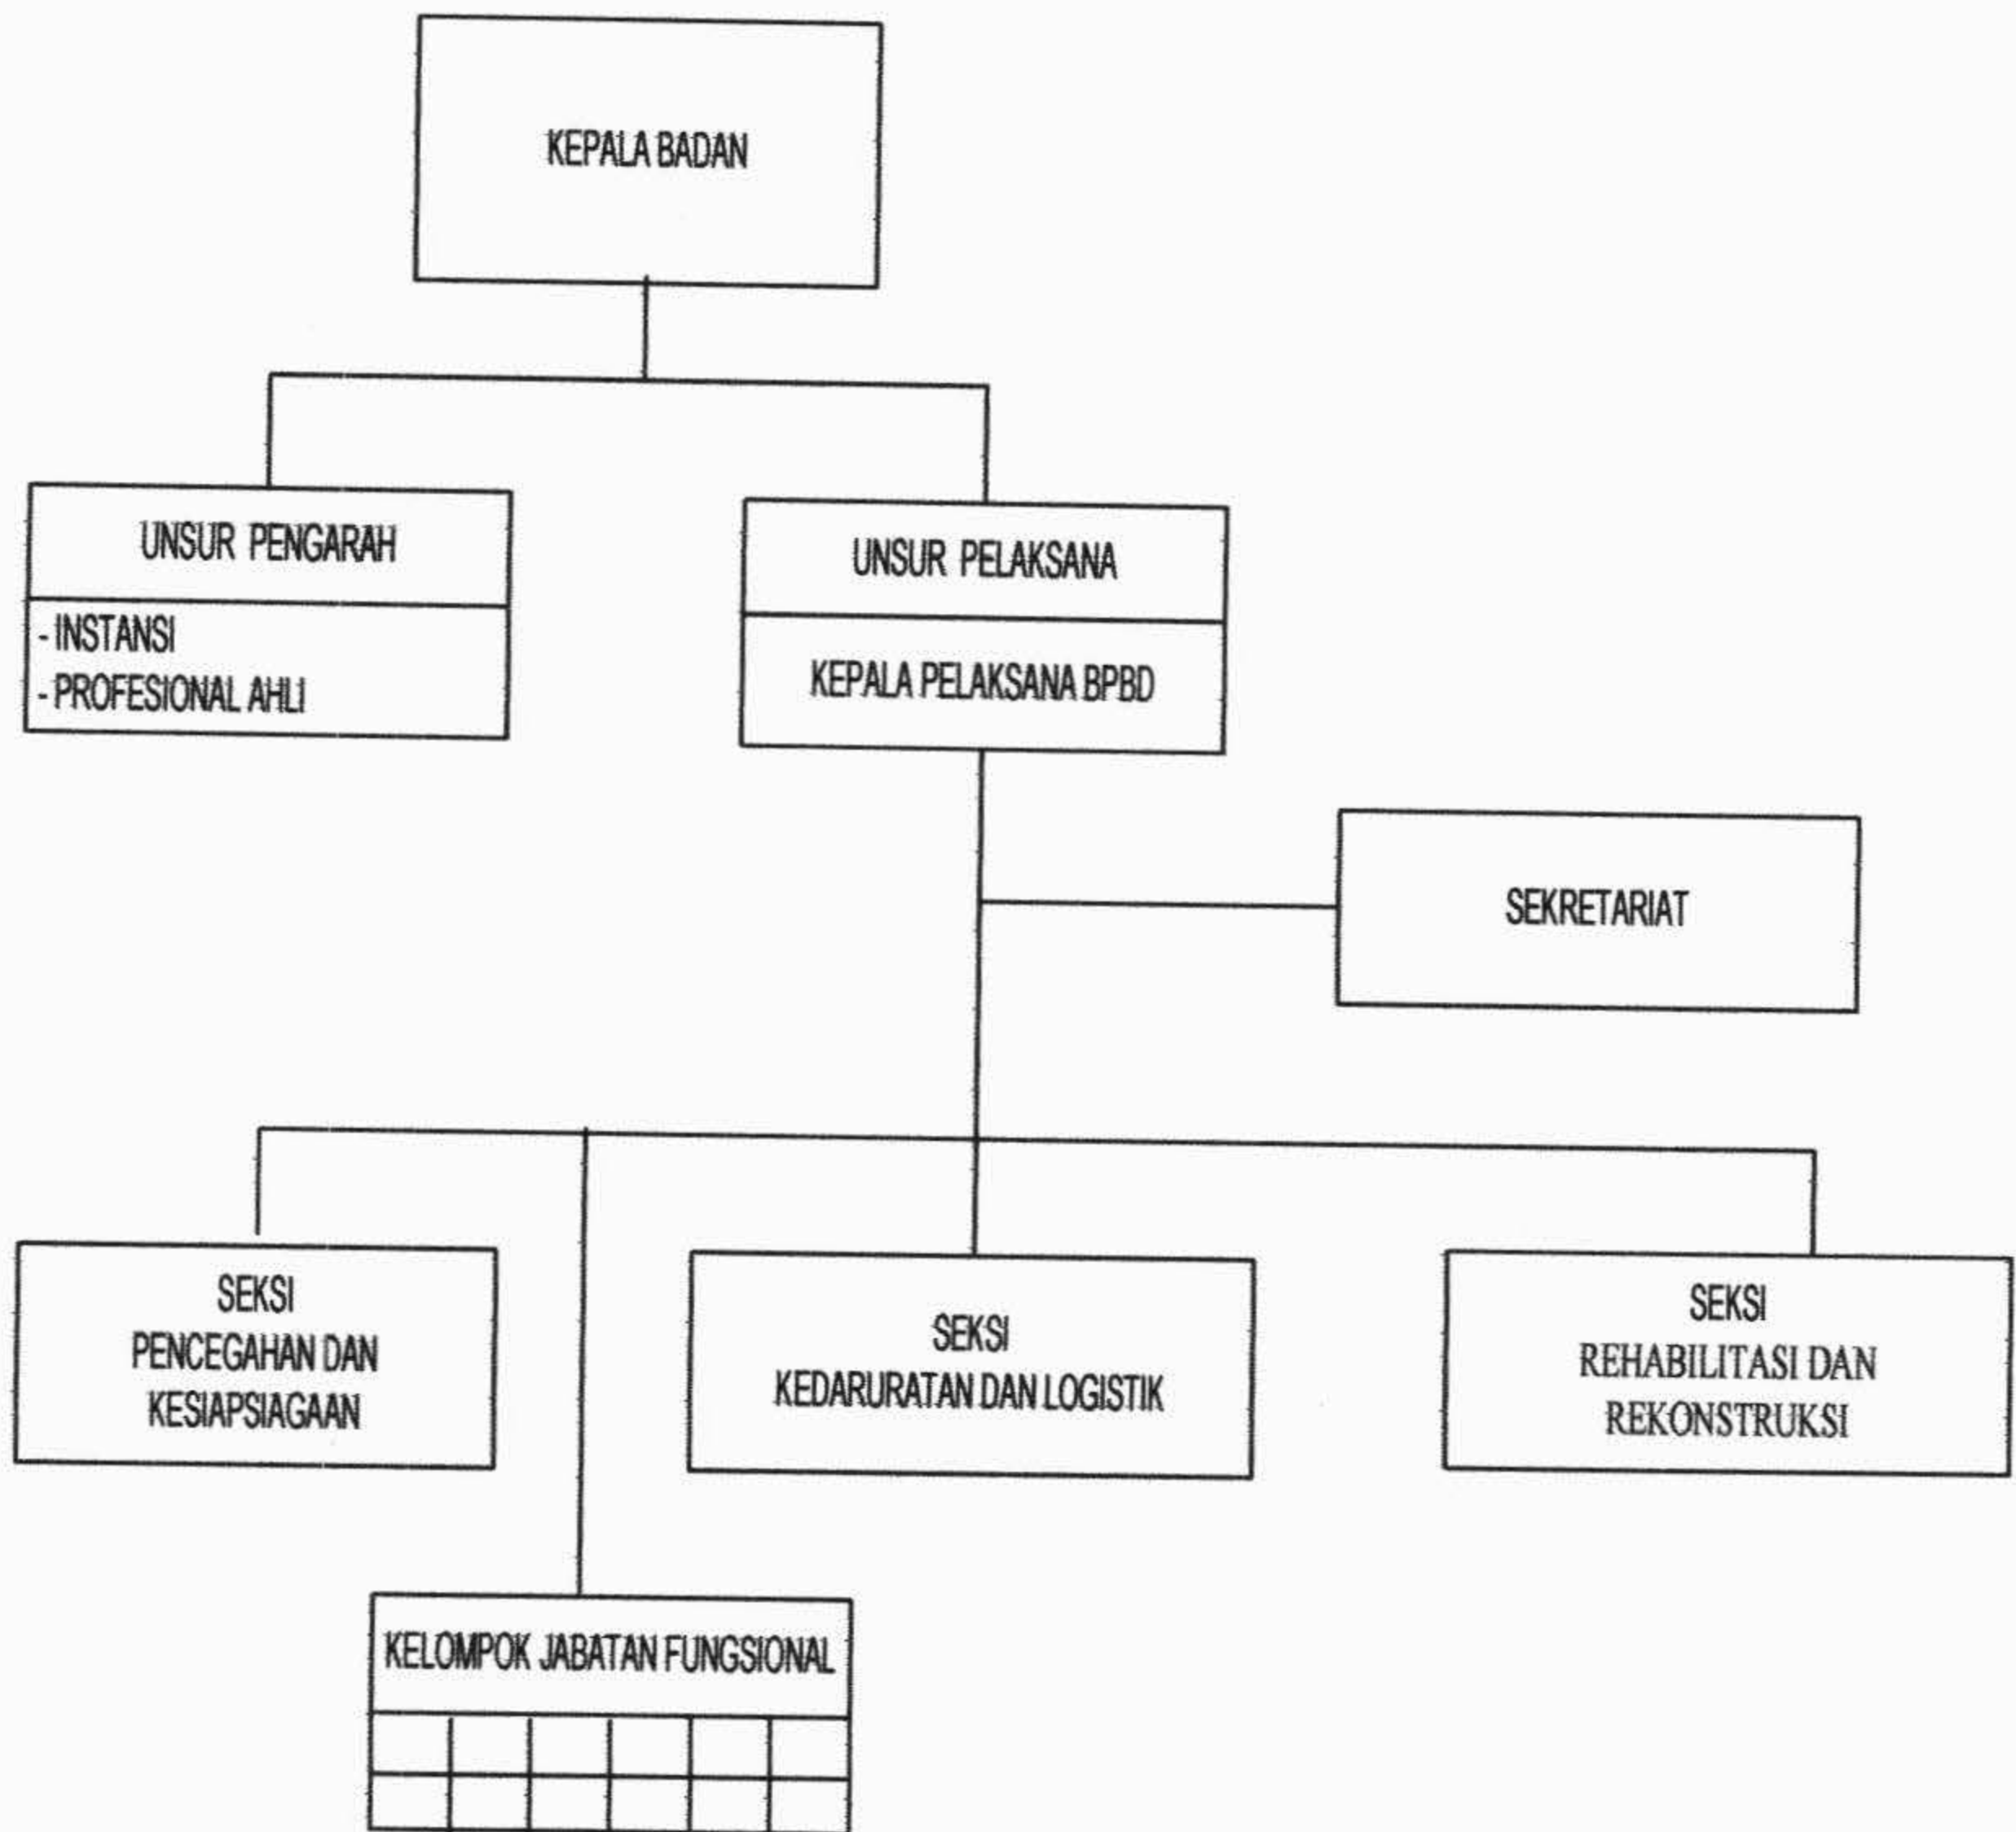 KEPALA BADAN
UNSUR PENGARAH
- INSTANSI
- PROFESIONAL AHLI
UNSUR PELAKSANA
KEPALA PELAKSANA BPBD
SEKRETARIAT
SEKSI
PENCEGAHAN DAN
KESIAPSIAGAAN
SEKSI
KEDARURATAN DAN LOGISTIK
SEKSI
REHABILITASI DAN
REKONSTRUKSI
KELOMPOK JABATAN FUNGSIONAL